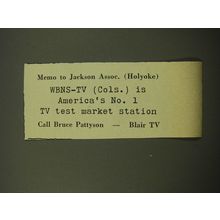 Memo to Jackson Assoc. (Holyoke)
WBNS-TV (Cols.) is
America's No. 1
TV test market station
Call Bruce Pattyson — Blair TV